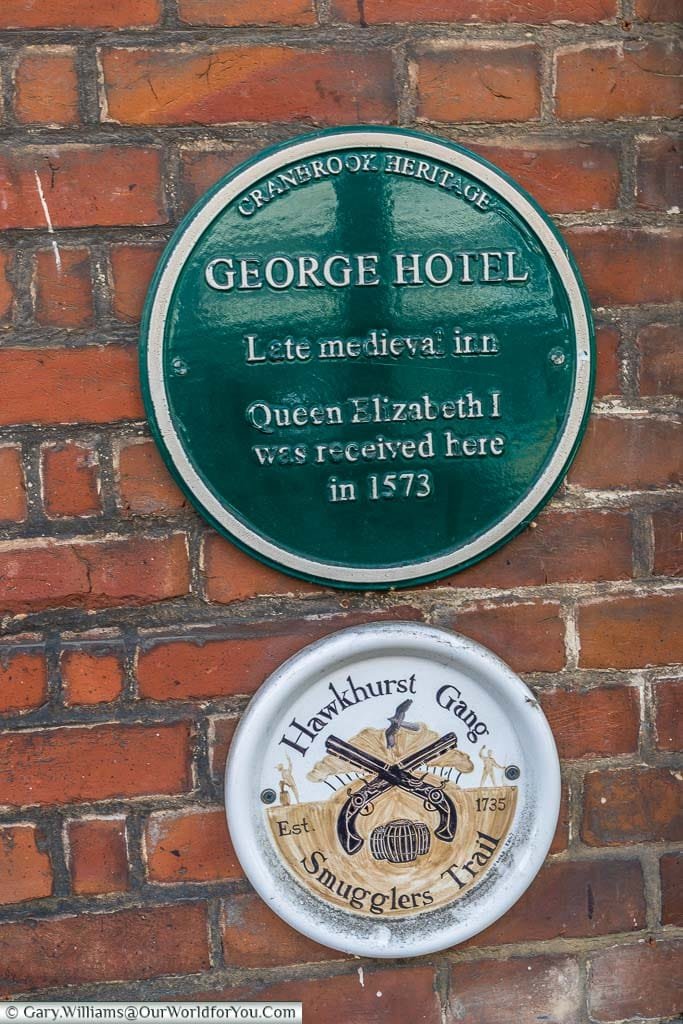 CRANBROOK HERITAGE
GEORGE HOTEL
Late medieval inn
Queen Elizabeth I
was received here
in 1573
Hawkhurst Gang
Est. 1735
Smugglers Trail
© Gary.Williams@OurWorldforYou.Com